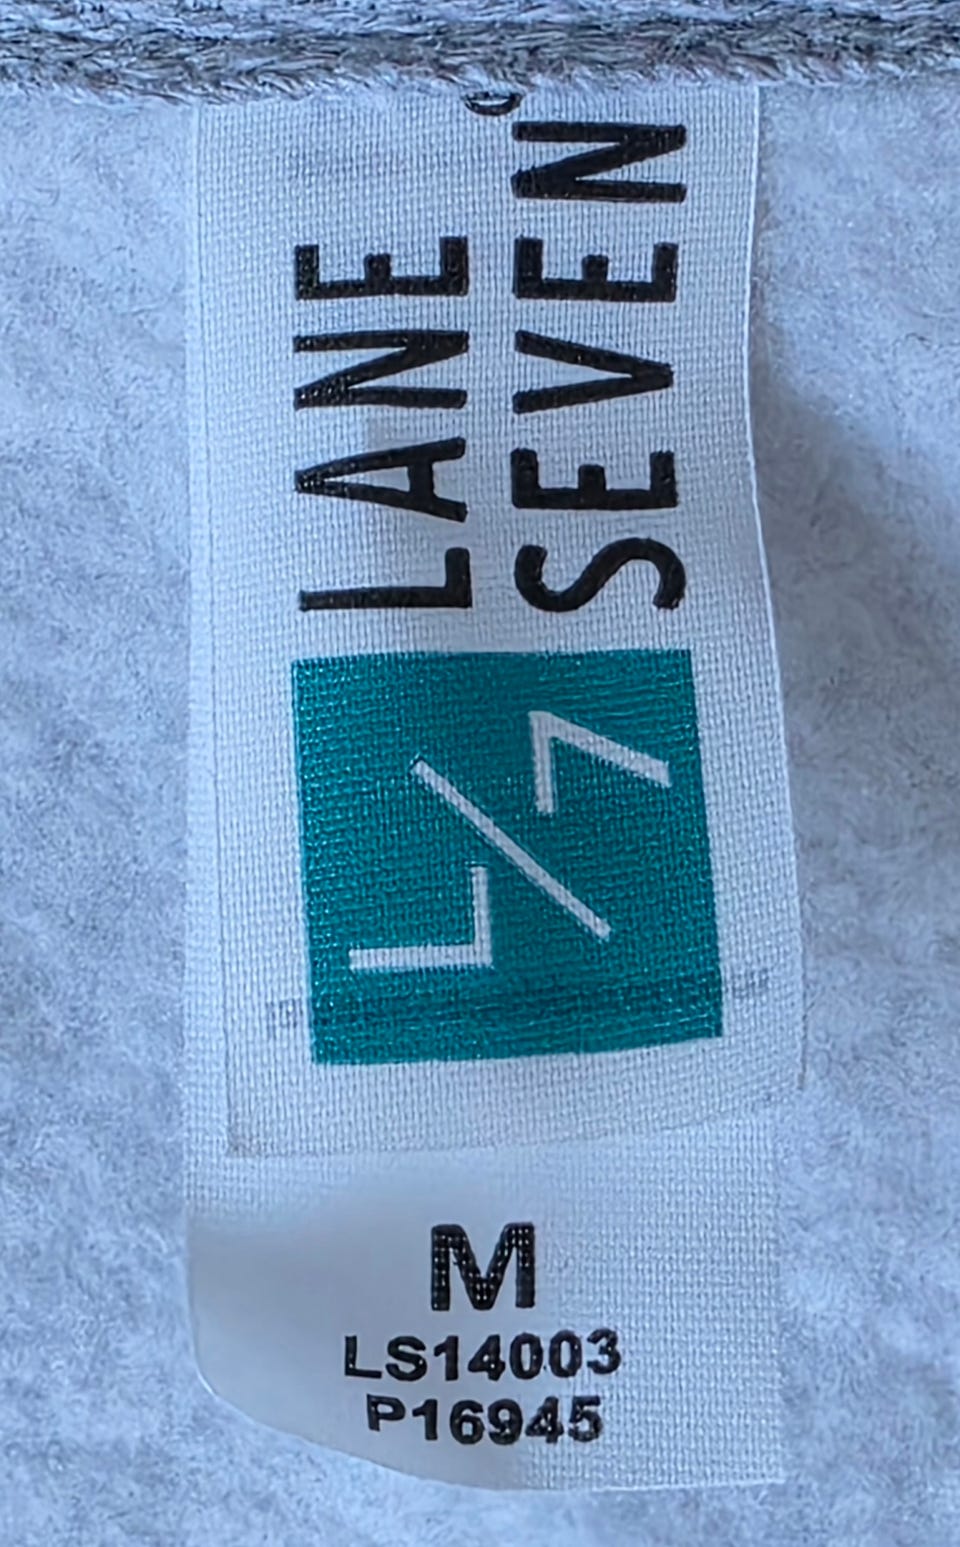 LANE
SEVEN®
L/7
M
LS14003
P16945